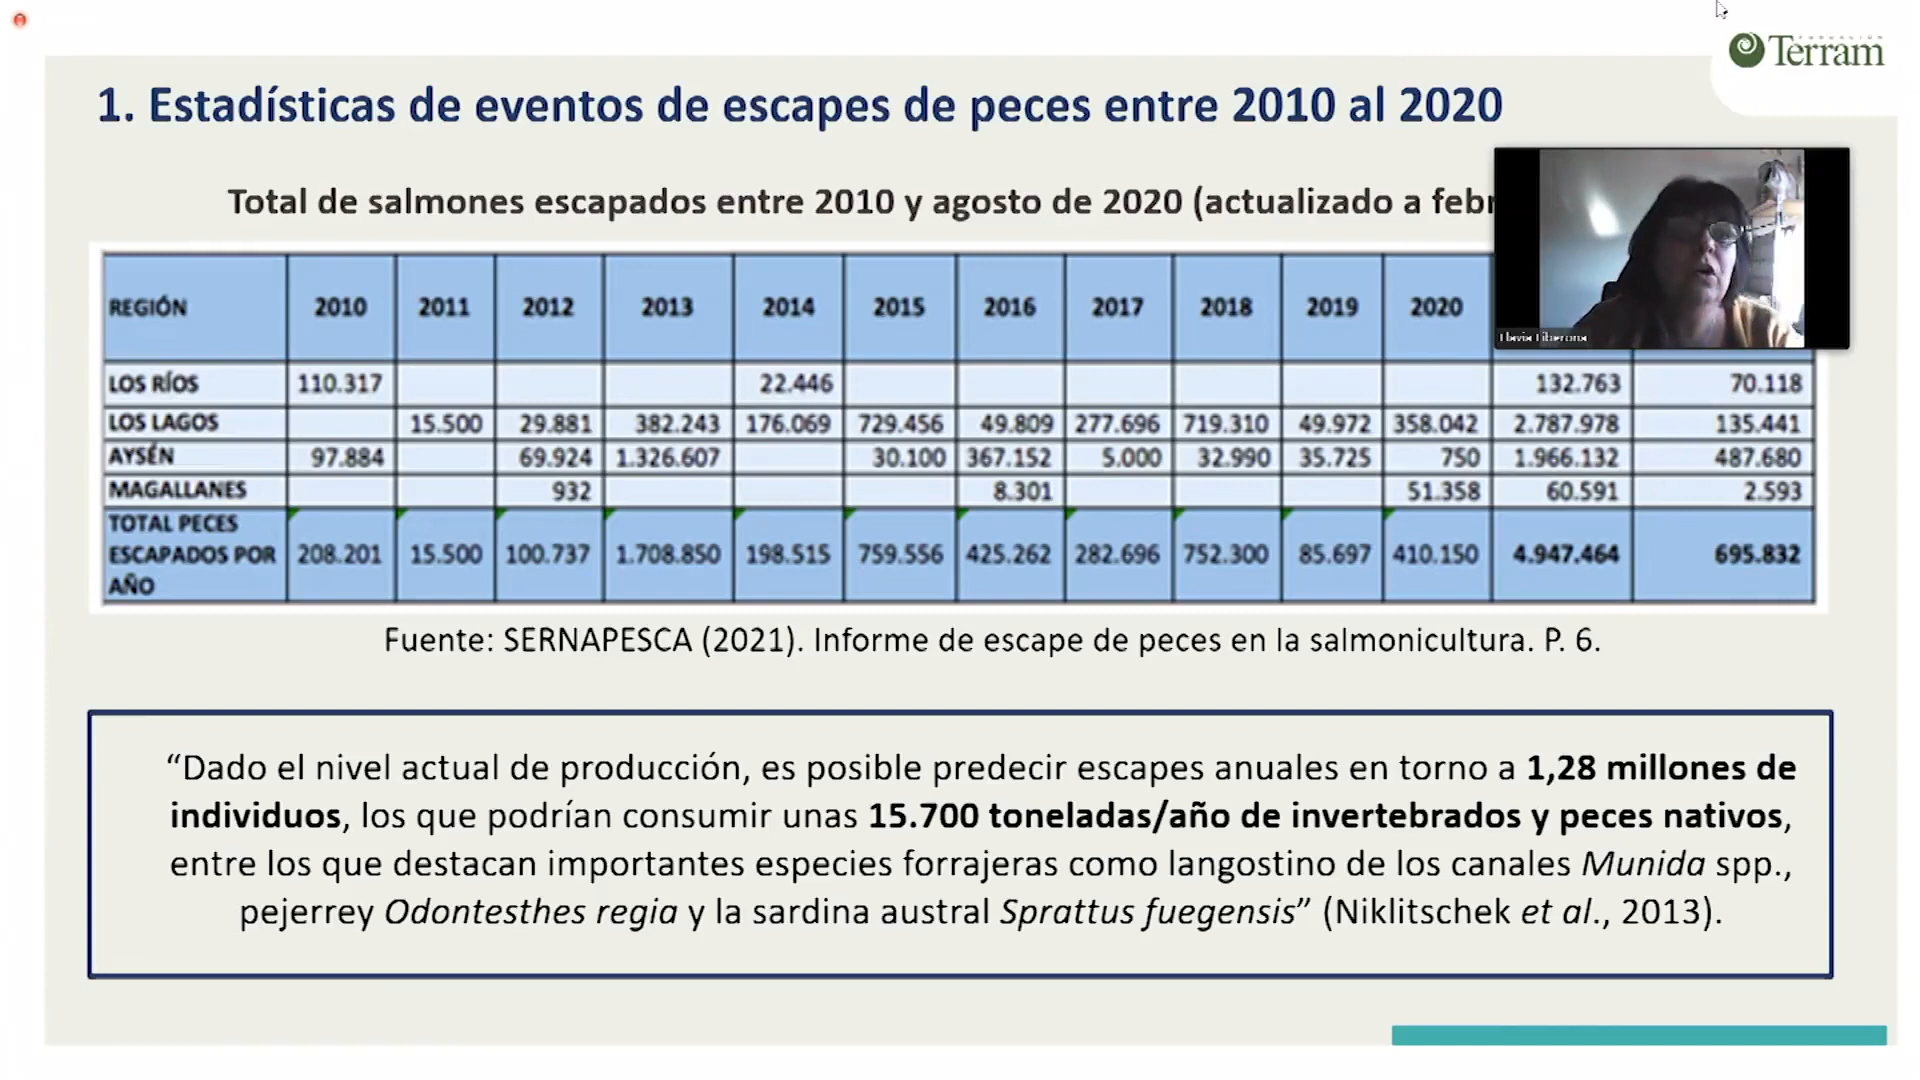 FUNDACIÓN
Terram
1. Estadísticas de eventos de escapes de peces entre 2010 al 2020
Total de salmones escapados entre 2010 y agosto de 2020 (actualizado a febr
REGIÓN 2010 2011 2012 2013 2014 2015 2016 2017 2018 2019 2020
Flavia Liberona
LOS RÍOS 110.317 22.446 132.763 70.118
LOS LAGOS 15.500 29.881 382.243 176.069 729.456 49.809 277.696 719.310 49.972 358.042 2.787.978 135.441
AYSÉN 97.884 69.924 1.326.607 30.100 367.152 5.000 32.990 35.725 750 1.966.132 487.680
MAGALLANES 932 8.301 51.358 60.591 2.593
TOTAL PECES
ESCAPADOS POR 208.201 15.500 100.737 1.708.850 198.515 759.556 425.262 282.696 752.300 85.697 410.150 4.947.464 695.832
AÑO
Fuente: SERNAPESCA (2021). Informe de escape de peces en la salmonicultura. P. 6.
“Dado el nivel actual de producción, es posible predecir escapes anuales en torno a 1,28 millones de
individuos, los que podrían consumir unas 15.700 toneladas/año de invertebrados y peces nativos,
entre los que destacan importantes especies forrajeras como langostino de los canales Munida spp.,
pejerrey Odontesthes regia y la sardina austral Sprattus fuegensis” (Niklitschek et al., 2013).